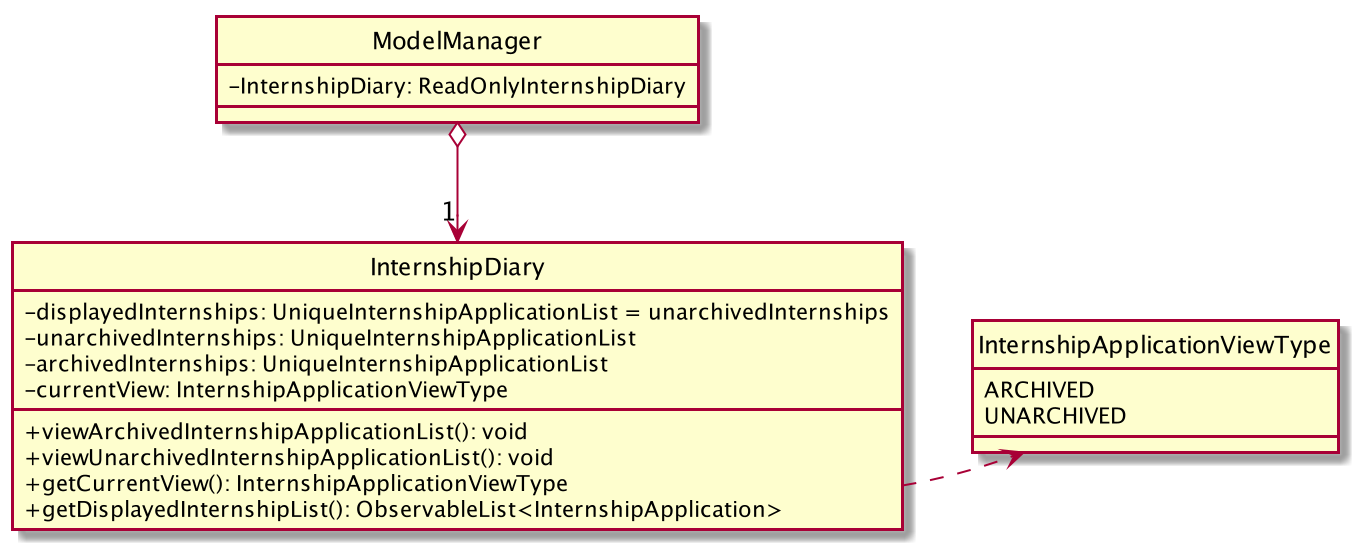 ModelManager
-InternshipDiary: ReadOnlyInternshipDiary
1
InternshipDiary
-displayedInternships: UniqueInternshipApplicationList = unarchivedInternships
-unarchivedInternships: UniqueInternshipApplicationList
-archivedInternships: UniqueInternshipApplicationList
-currentView: InternshipApplicationViewType
+viewArchivedInternshipApplicationList(): void
+viewUnarchivedInternshipApplicationList(): void
+getCurrentView(): InternshipApplicationViewType
+getDisplayedInternshipList(): ObservableList<InternshipApplication>
InternshipApplicationViewType
ARCHIVED
UNARCHIVED